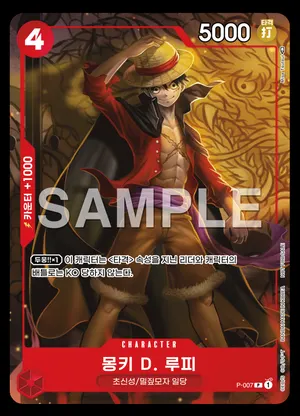 4
5000
타격
打
카운터 +1000
SAMPLE
두웅!!×1 이 캐릭터는 <타격> 속성을 지닌 리더와 캐릭터의
배틀로는 KO 당하지 않는다.
CHARACTER
몽키 D. 루피
초신성/밀짚모자 일당
P-007 P 1